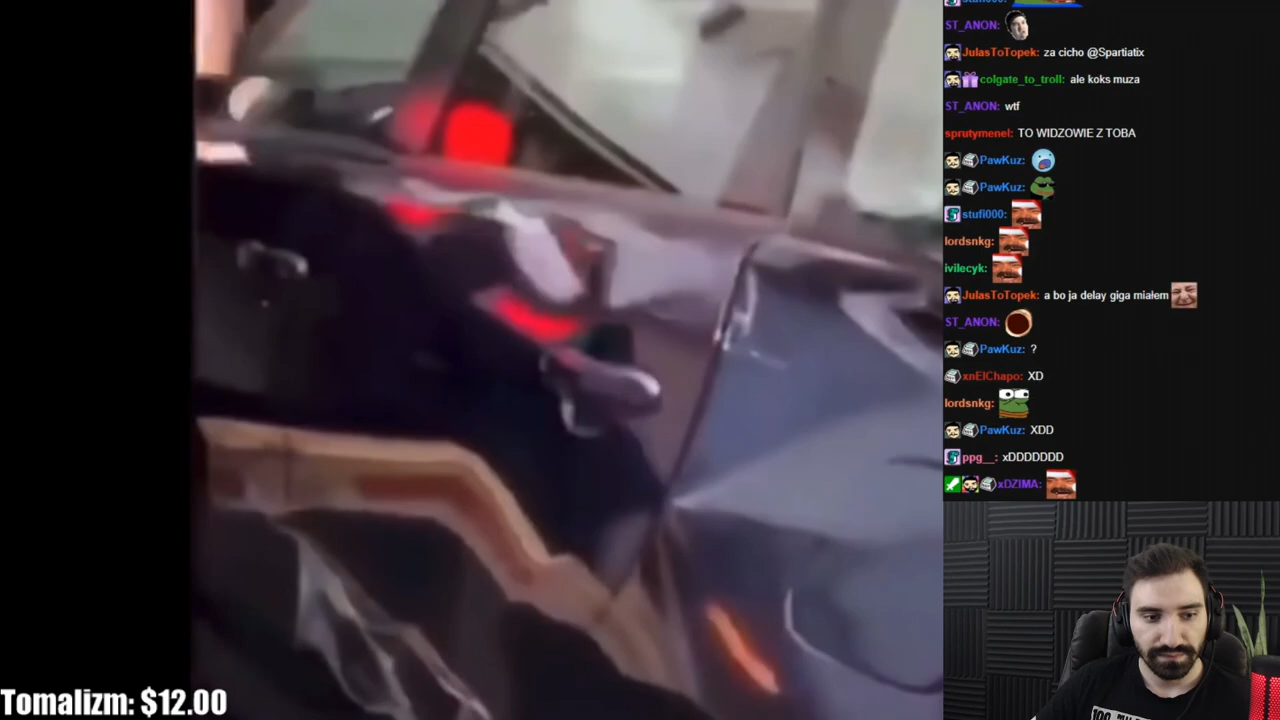 stufi000:
ST_ANON:
JulasToTopek: za cicho @Spartiatix
colgate_to_troll: ale koks muza
ST_ANON: wtf
sprutymenel: TO WIDZOWIE Z TOBA
PawKuz:
PawKuz:
stufi000:
lordsnkg:
ivilecyk:
JulasToTopek: a bo ja delay giga miałem
ST_ANON:
PawKuz: ?
xnElChapo: XD
lordsnkg:
PawKuz: XDD
ppg__: xDDDDDDD
xDZIMA:
Tomalizm: $12.00